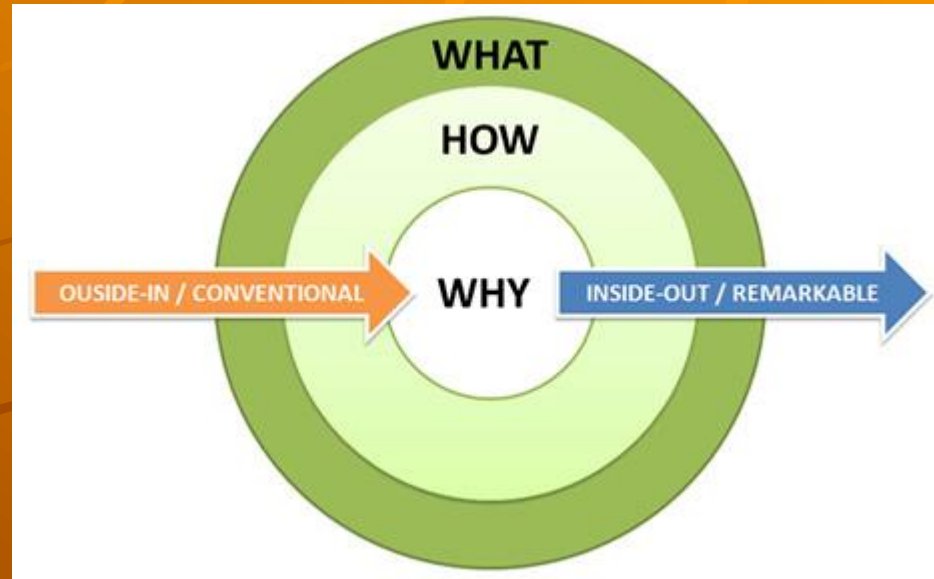 WHAT
HOW
OUSIDE-IN / CONVENTIONAL
WHY
INSIDE-OUT / REMARKABLE